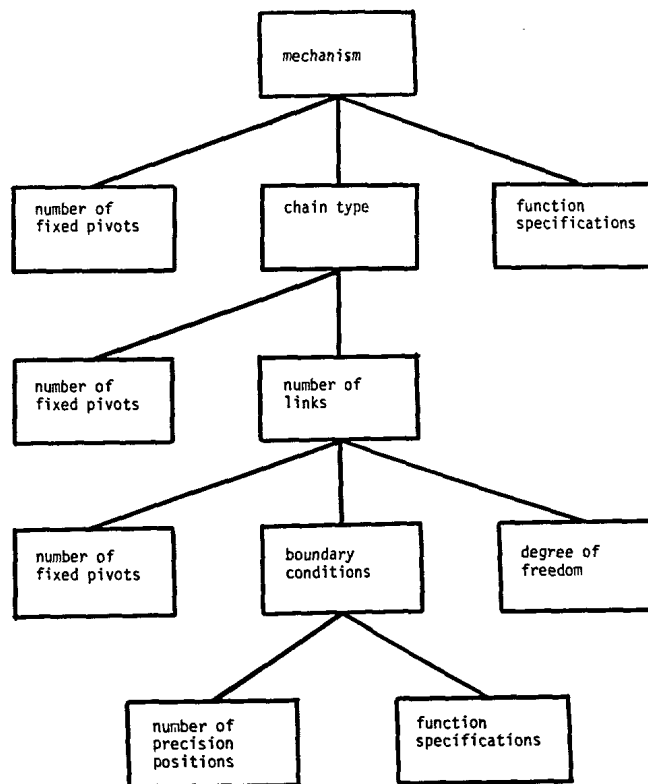 mechanism
number of
fixed pivots
chain type
function
specifications
number of
fixed pivots
number of
links
number of
fixed pivots
boundary
conditions
degree of
freedom
number of
precision
positions
function
specifications